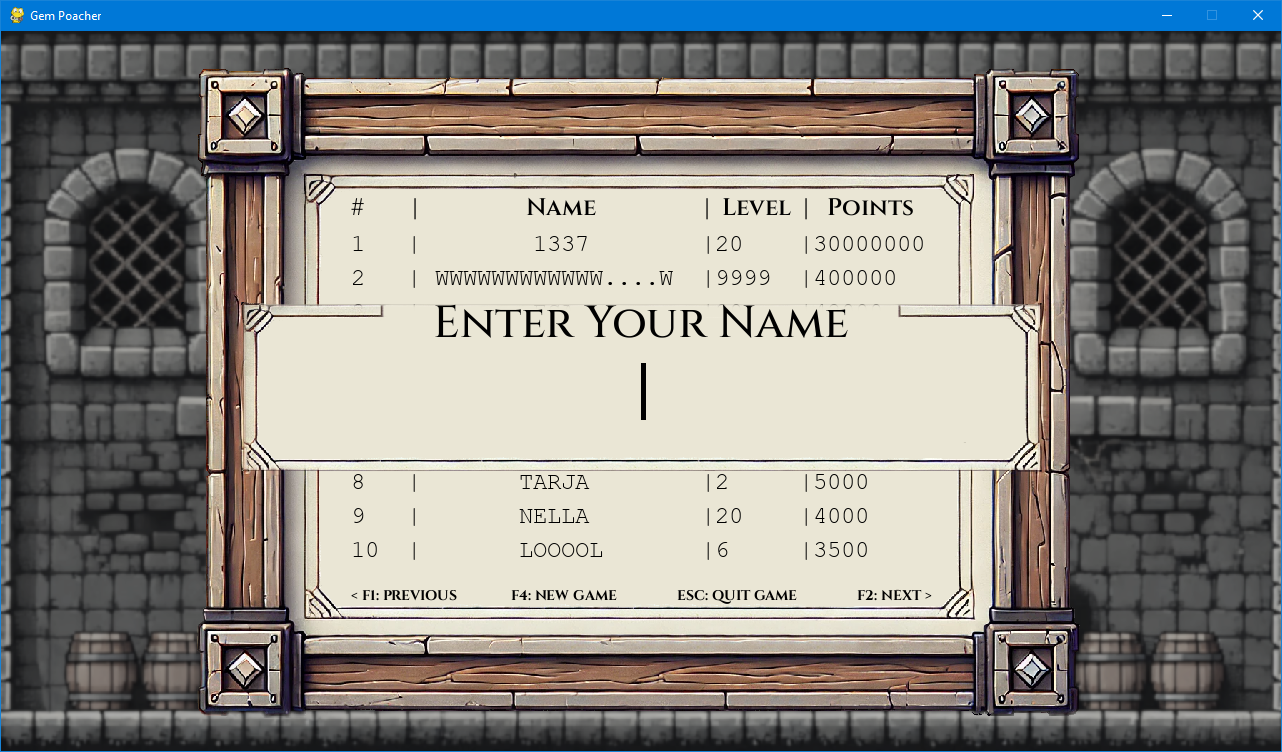 Gem Poacher
# | Name | Level | Points
1 | 1337 |20 |30000000
2 | WWWWWWWWWWWW....W |9999 |400000
Enter Your Name
8 | TARJA |2 |5000
9 | NELLA |20 |4000
10 | LOOOOL |6 |3500
< F1: Previous F4: New Game ESC: Quit Game F2: Next >